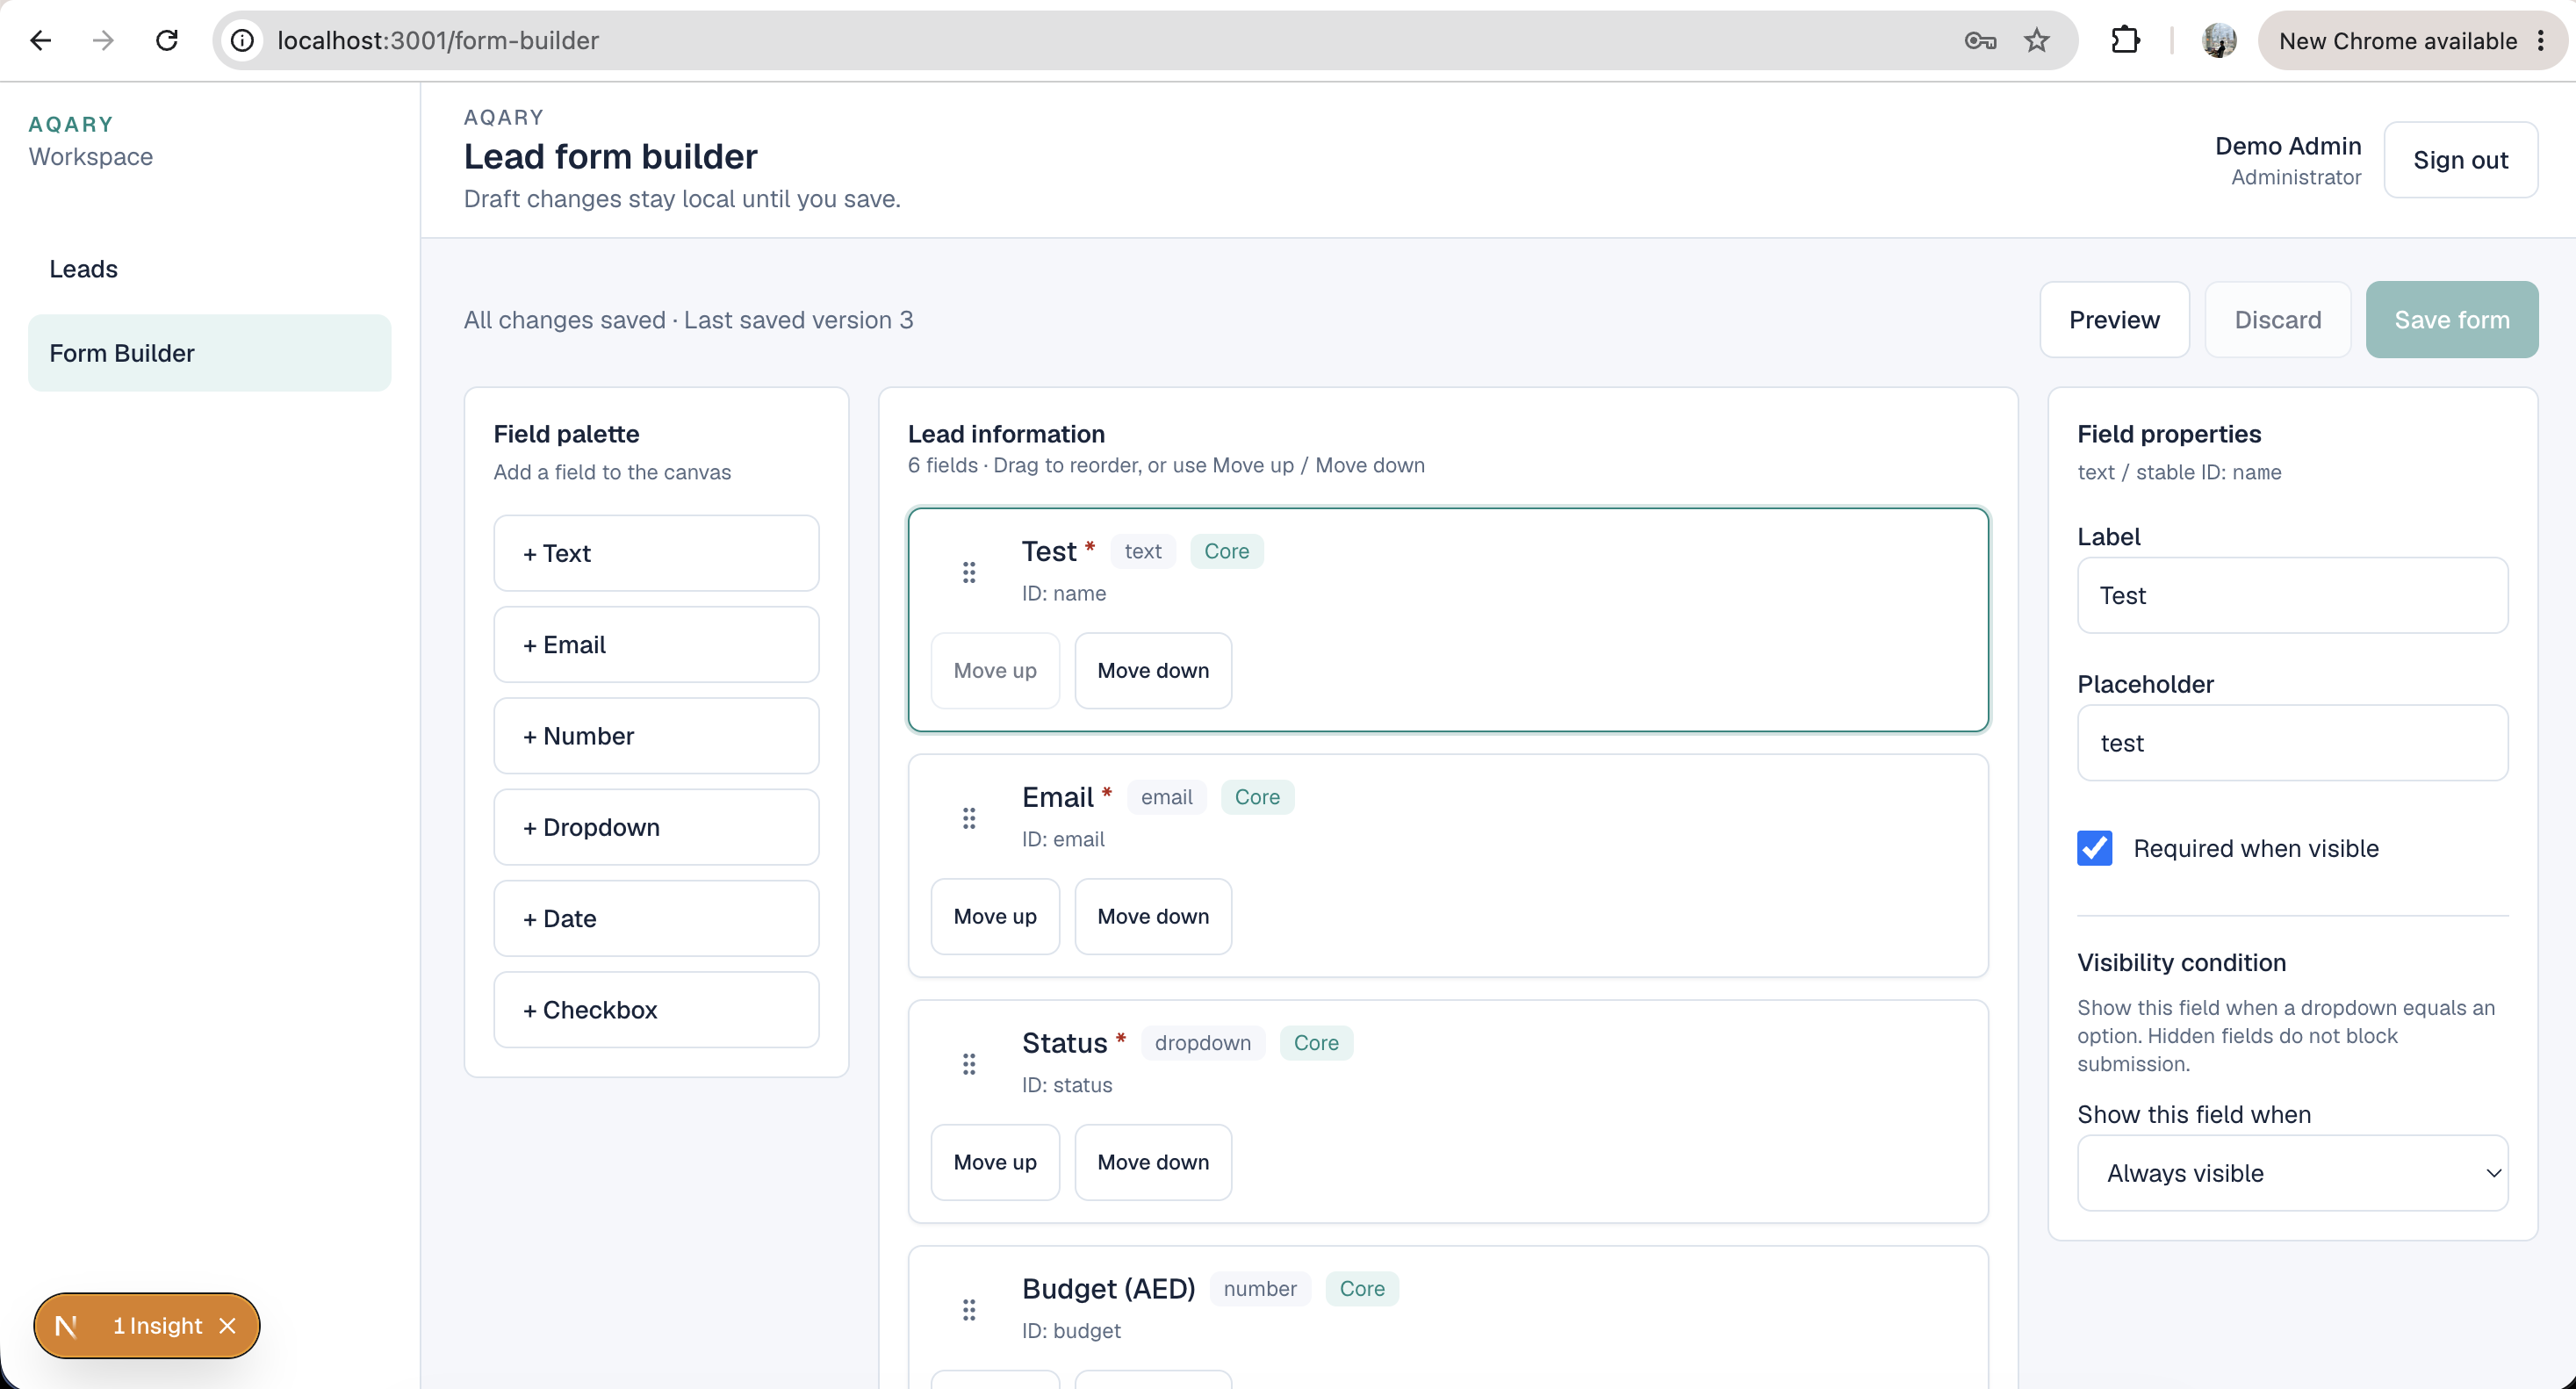 localhost:3001/form-builder
New Chrome available
AQARY
Workspace
Leads
Form Builder
AQARY
Lead form builder
Draft changes stay local until you save.
Demo Admin
Administrator
Sign out
All changes saved · Last saved version 3
Preview
Discard
Save form
Field palette
Add a field to the canvas
+ Text
+ Email
+ Number
+ Dropdown
+ Date
+ Checkbox
Lead information
6 fields · Drag to reorder, or use Move up / Move down
Test * text Core
ID: name
Move up Move down
Email * email Core
ID: email
Move up Move down
Status * dropdown Core
ID: status
Move up Move down
Budget (AED) number Core
ID: budget
Field properties
text / stable ID: name
Label
Test
Placeholder
test
Required when visible
Visibility condition
Show this field when a dropdown equals an
option. Hidden fields do not block
submission.
Show this field when
Always visible
N 1 Insight